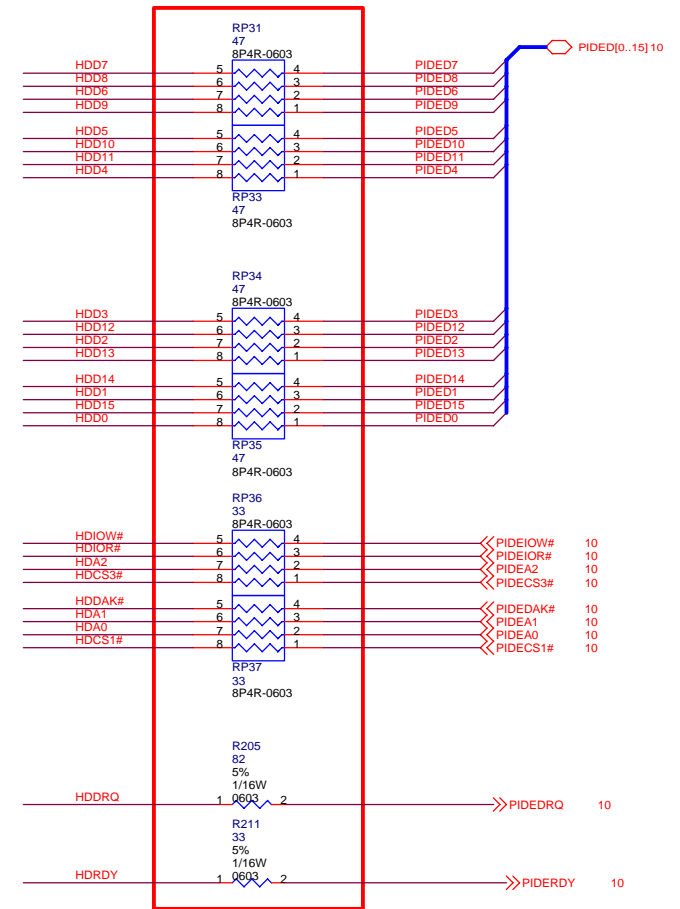 RP31
47
8P4R-0603
PIDED[0..15] 10
HDD7 5 4 PIDED7
HDD8 6 3 PIDED8
HDD6 7 2 PIDED6
HDD9 8 1 PIDED9
HDD5 5 4 PIDED5
HDD10 6 3 PIDED10
HDD11 7 2 PIDED11
HDD4 8 1 PIDED4
RP33
47
8P4R-0603
RP34
47
8P4R-0603
HDD3 5 4 PIDED3
HDD12 6 3 PIDED12
HDD2 7 2 PIDED2
HDD13 8 1 PIDED13
HDD14 5 4 PIDED14
HDD1 6 3 PIDED1
HDD15 7 2 PIDED15
HDD0 8 1 PIDED0
RP35
47
8P4R-0603
RP36
33
8P4R-0603
HDIOW# 5 4 PIDEIOW# 10
HDIOR# 6 3 PIDEIOR# 10
HDA2 7 2 PIDEA2 10
HDCS3# 8 1 PIDECS3# 10
HDDAK# 5 4 PIDEDAK# 10
HDA1 6 3 PIDEA1 10
HDA0 7 2 PIDEA0 10
HDCS1# 8 1 PIDECS1# 10
RP37
33
8P4R-0603
R205
82
5%
1/16W
0603
HDDRQ 1 2 PIDEDRQ 10
R211
33
5%
1/16W
0603
HDRDY 1 2 PIDERDY 10